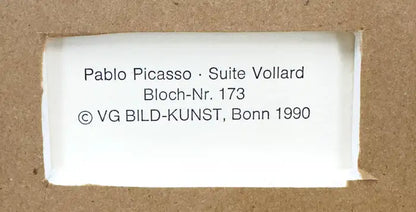 Pablo Picasso · Suite Vollard
Bloch-Nr. 173
© VG BILD-KUNST, Bonn 1990